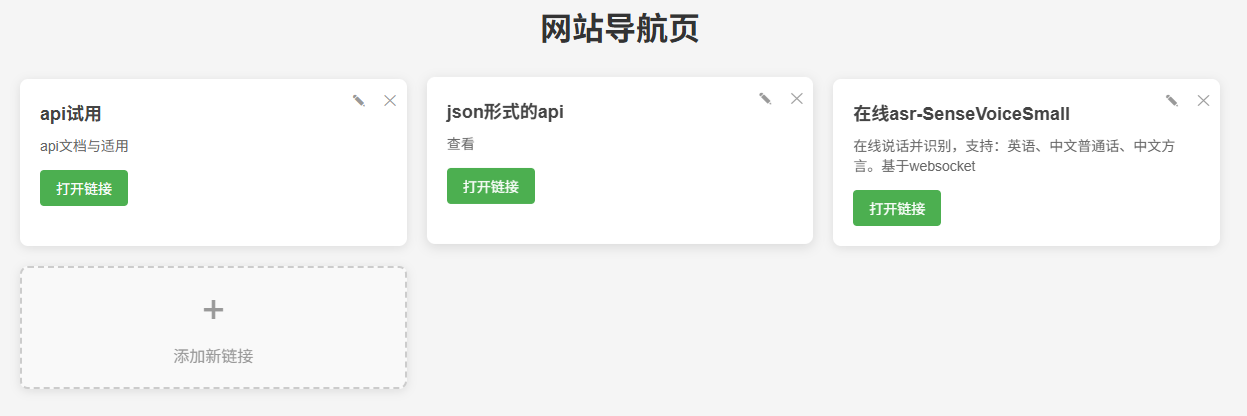 网站导航页
api试用
api文档与适用
打开链接
json形式的api
查看
打开链接
在线asr-SenseVoiceSmall
在线说话并识别，支持：英语、中文普通话、中文方
言。基于websocket
打开链接
添加新链接